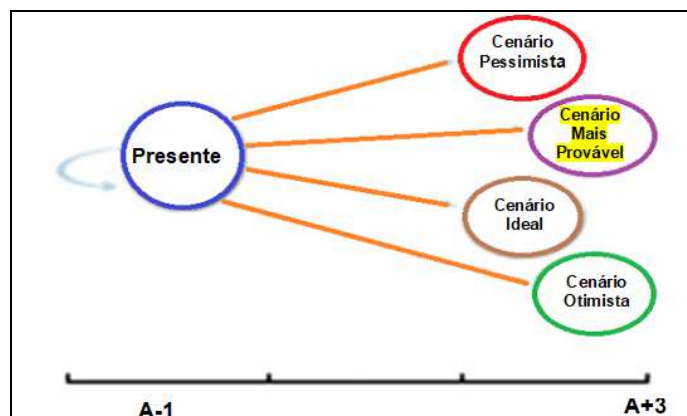 Cenário
Pessimista
Cenário
Mais
Provável
Presente
Cenário
Ideal
Cenário
Otimista
A-1
A+3